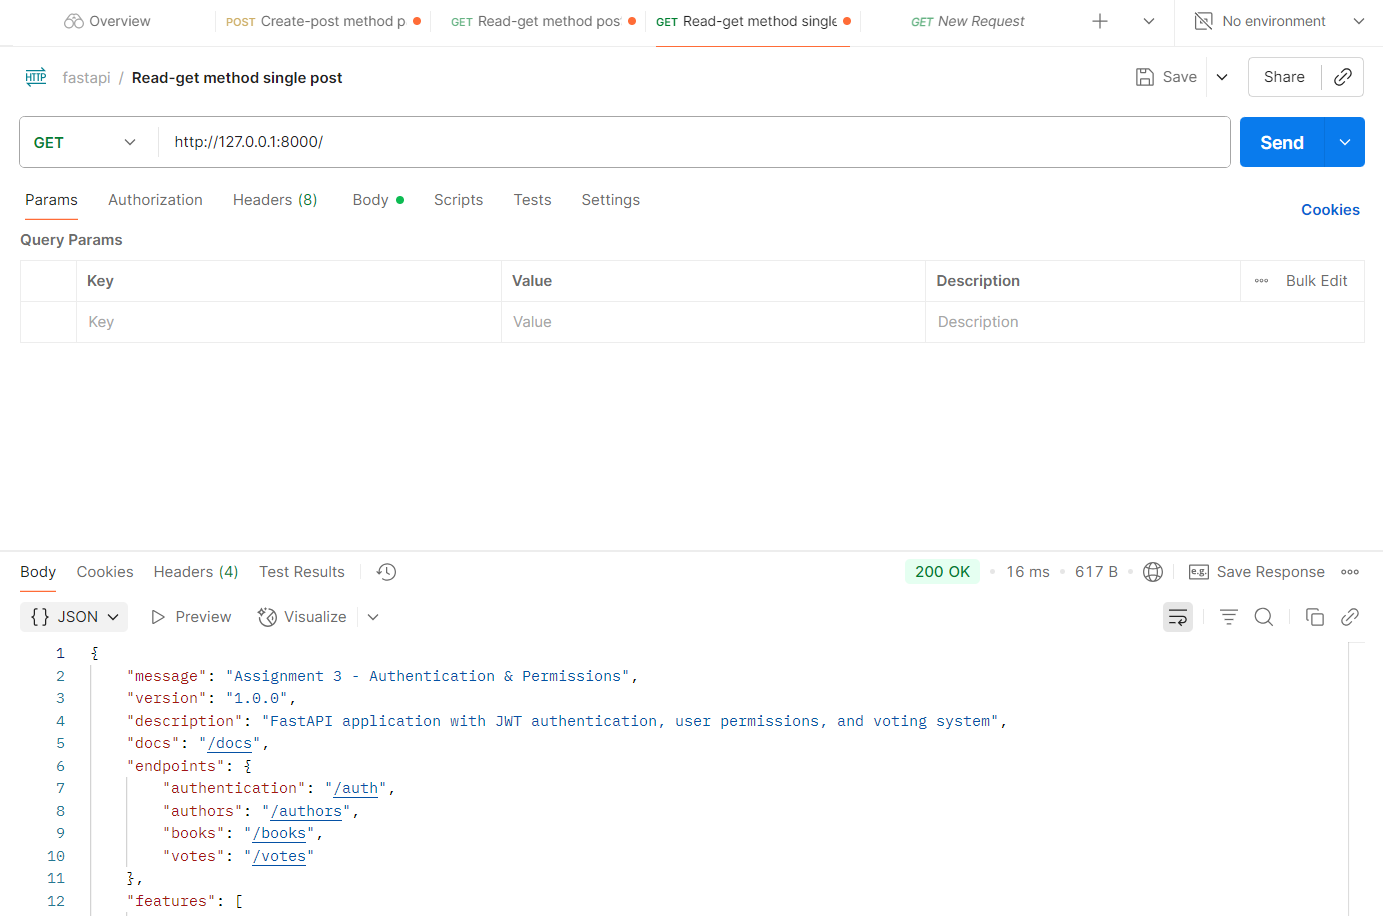 Overview
POST Create-post method p
GET Read-get method pos
GET Read-get method single
GET New Request
No environment
HTTP fastapi / Read-get method single post
Save
Share
GET http://127.0.0.1:8000/
Send
Params Authorization Headers (8) Body Scripts Tests Settings
Cookies
Query Params
Key Value Description Bulk Edit
Key Value Description
Body Cookies Headers (4) Test Results
200 OK 16 ms 617 B e.g. Save Response
{} JSON Preview Visualize
1 {
2 "message": "Assignment 3 - Authentication & Permissions",
3 "version": "1.0.0",
4 "description": "FastAPI application with JWT authentication, user permissions, and voting system",
5 "docs": "/docs",
6 "endpoints": {
7 "authentication": "/auth",
8 "authors": "/authors",
9 "books": "/books",
10 "votes": "/votes"
11 },
12 "features": [